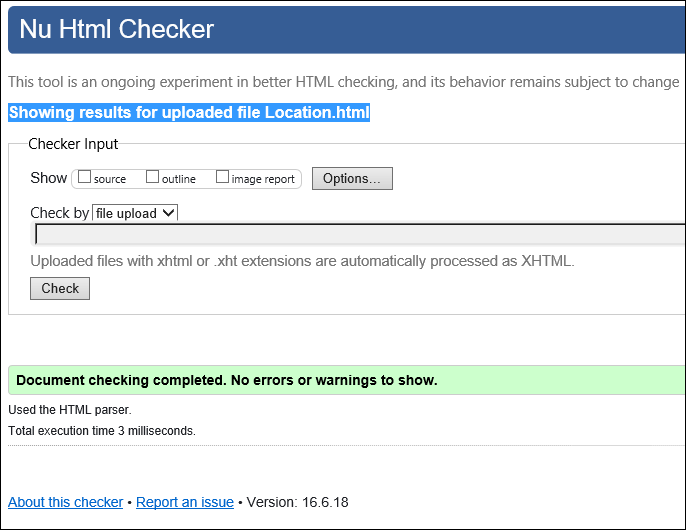 Nu Html Checker
This tool is an ongoing experiment in better HTML checking, and its behavior remains subject to change
Showing results for uploaded file Location.html
Checker Input
Show source outline image report Options...
Check by file upload
Uploaded files with xhtml or .xht extensions are automatically processed as XHTML.
Check
Document checking completed. No errors or warnings to show.
Used the HTML parser.
Total execution time 3 milliseconds.
About this checker • Report an issue • Version: 16.6.18